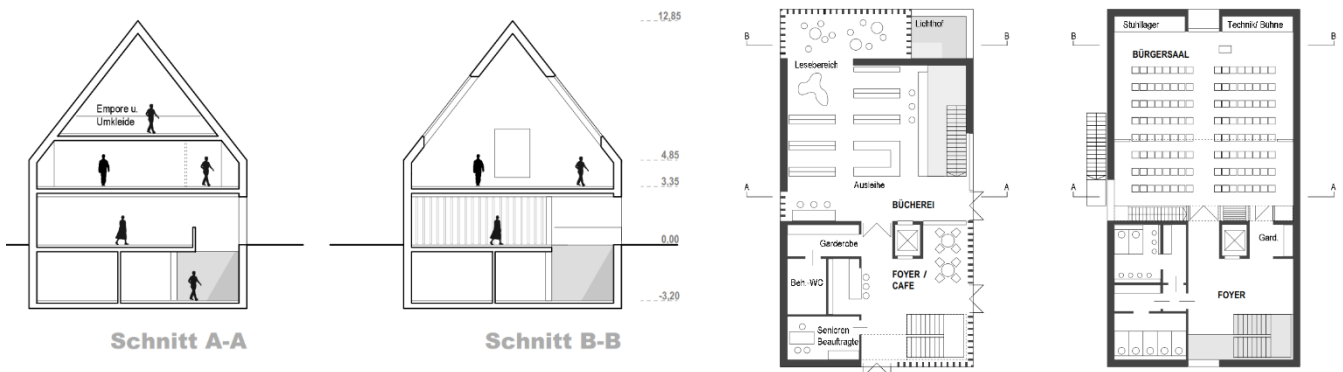 Empore u.
Umkleide
Schnitt A-A
12,85
4,85
3,35
0,00
-3,20
Schnitt B-B
Lichthof
B
B
Lesebereich
Ausleihe
A
A
BÜCHEREI
Garderobe
Beh.-WC
FOYER /
CAFE
Senioren
Beauftragte
Stuhllager
Technik/ Bühne
B
B
BÜRGERSAAL
A
A
Gard.
FOYER